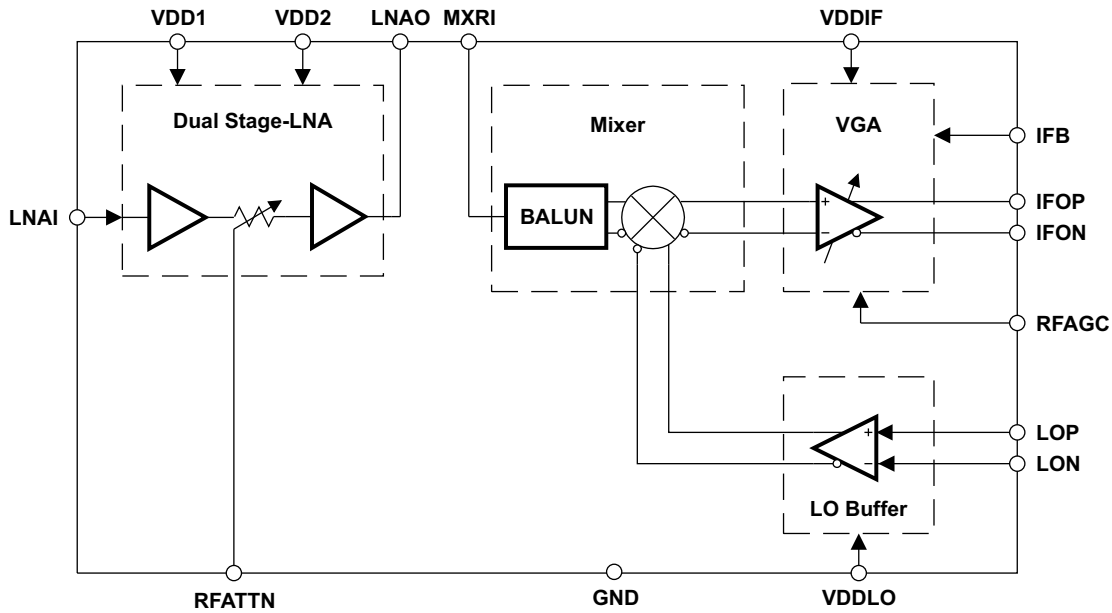 VDD1
VDD2
LNAO
MXRI
VDDIF
Dual Stage-LNA
Mixer
VGA
IFB
LNAI
BALUN
+
−
IFOP
IFON
RFAGC
+
−
LOP
LON
LO Buffer
RFATTN
GND
VDDLO